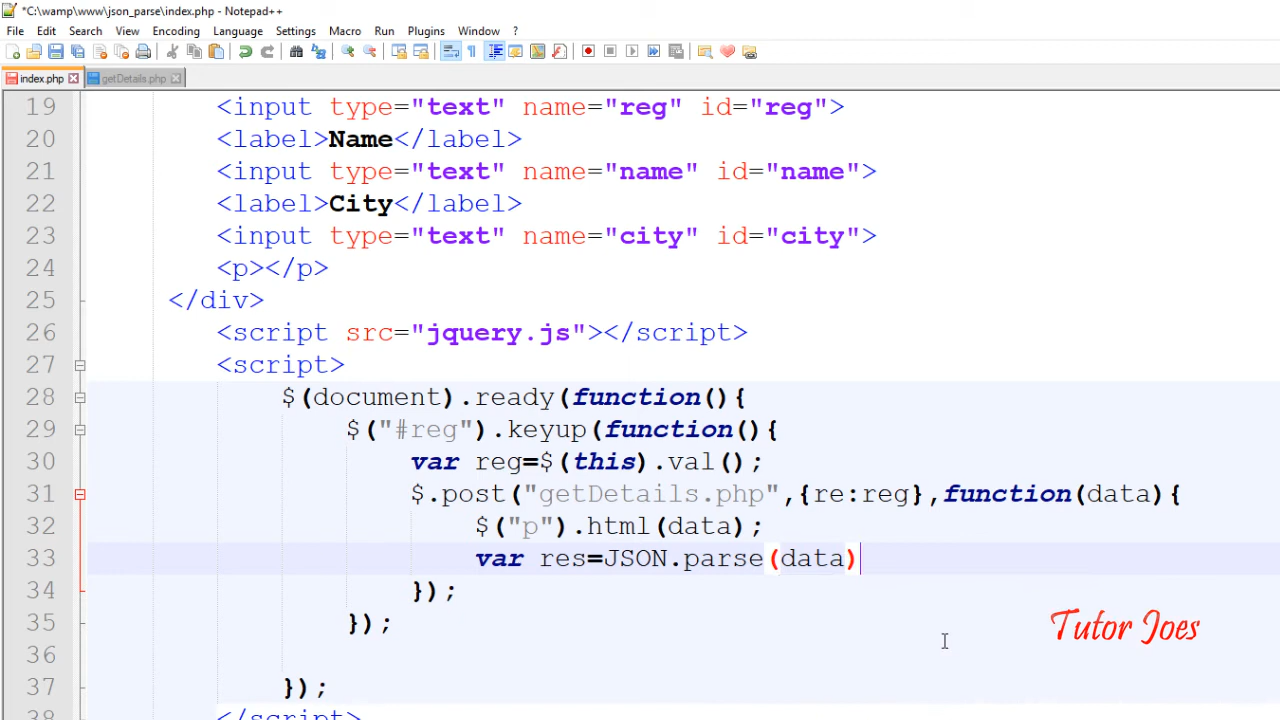 *C:\wamp\www\json_parse\index.php - Notepad++
File Edit Search View Encoding Language Settings Macro Run Plugins Window ?
index.php getDetails.php
19 <input type="text" name="reg" id="reg">
20 <label>Name</label>
21 <input type="text" name="name" id="name">
22 <label>City</label>
23 <input type="text" name="city" id="city">
24 <p></p>
25 </div>
26 <script src="jquery.js"></script>
27 <script>
28 $(document).ready(function(){
29 $("#reg").keyup(function(){
30 var reg=$(this).val();
31 $.post("getDetails.php",{re:reg},function(data){
32 $("p").html(data);
33 var res=JSON.parse(data)
34 });
35 });
36
37 });
38 </script>
Tutor Joes